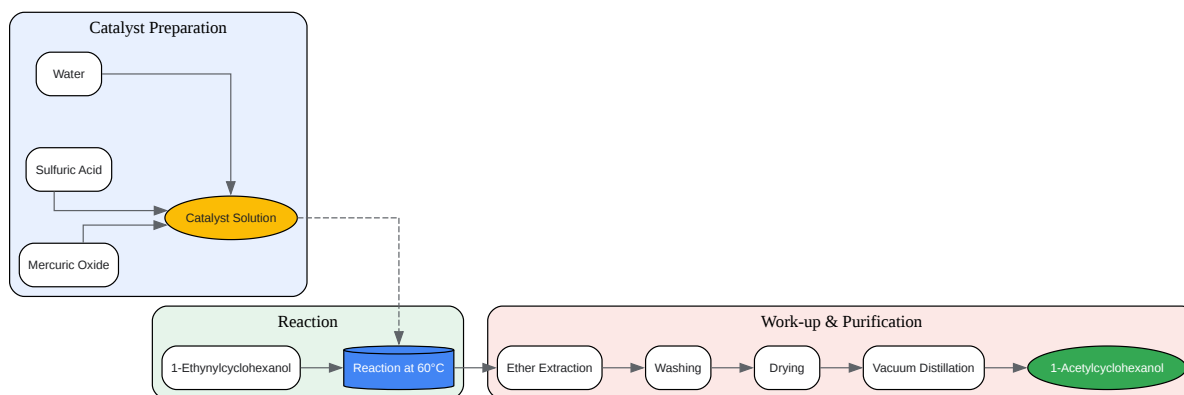 Catalyst Preparation
Water
Sulfuric Acid
Catalyst Solution
Mercuric Oxide
Reaction
1-Ethynylcyclohexanol
Reaction at 60°C
Work-up & Purification
Ether Extraction
Washing
Drying
Vacuum Distillation
1-Acetylcyclohexanol